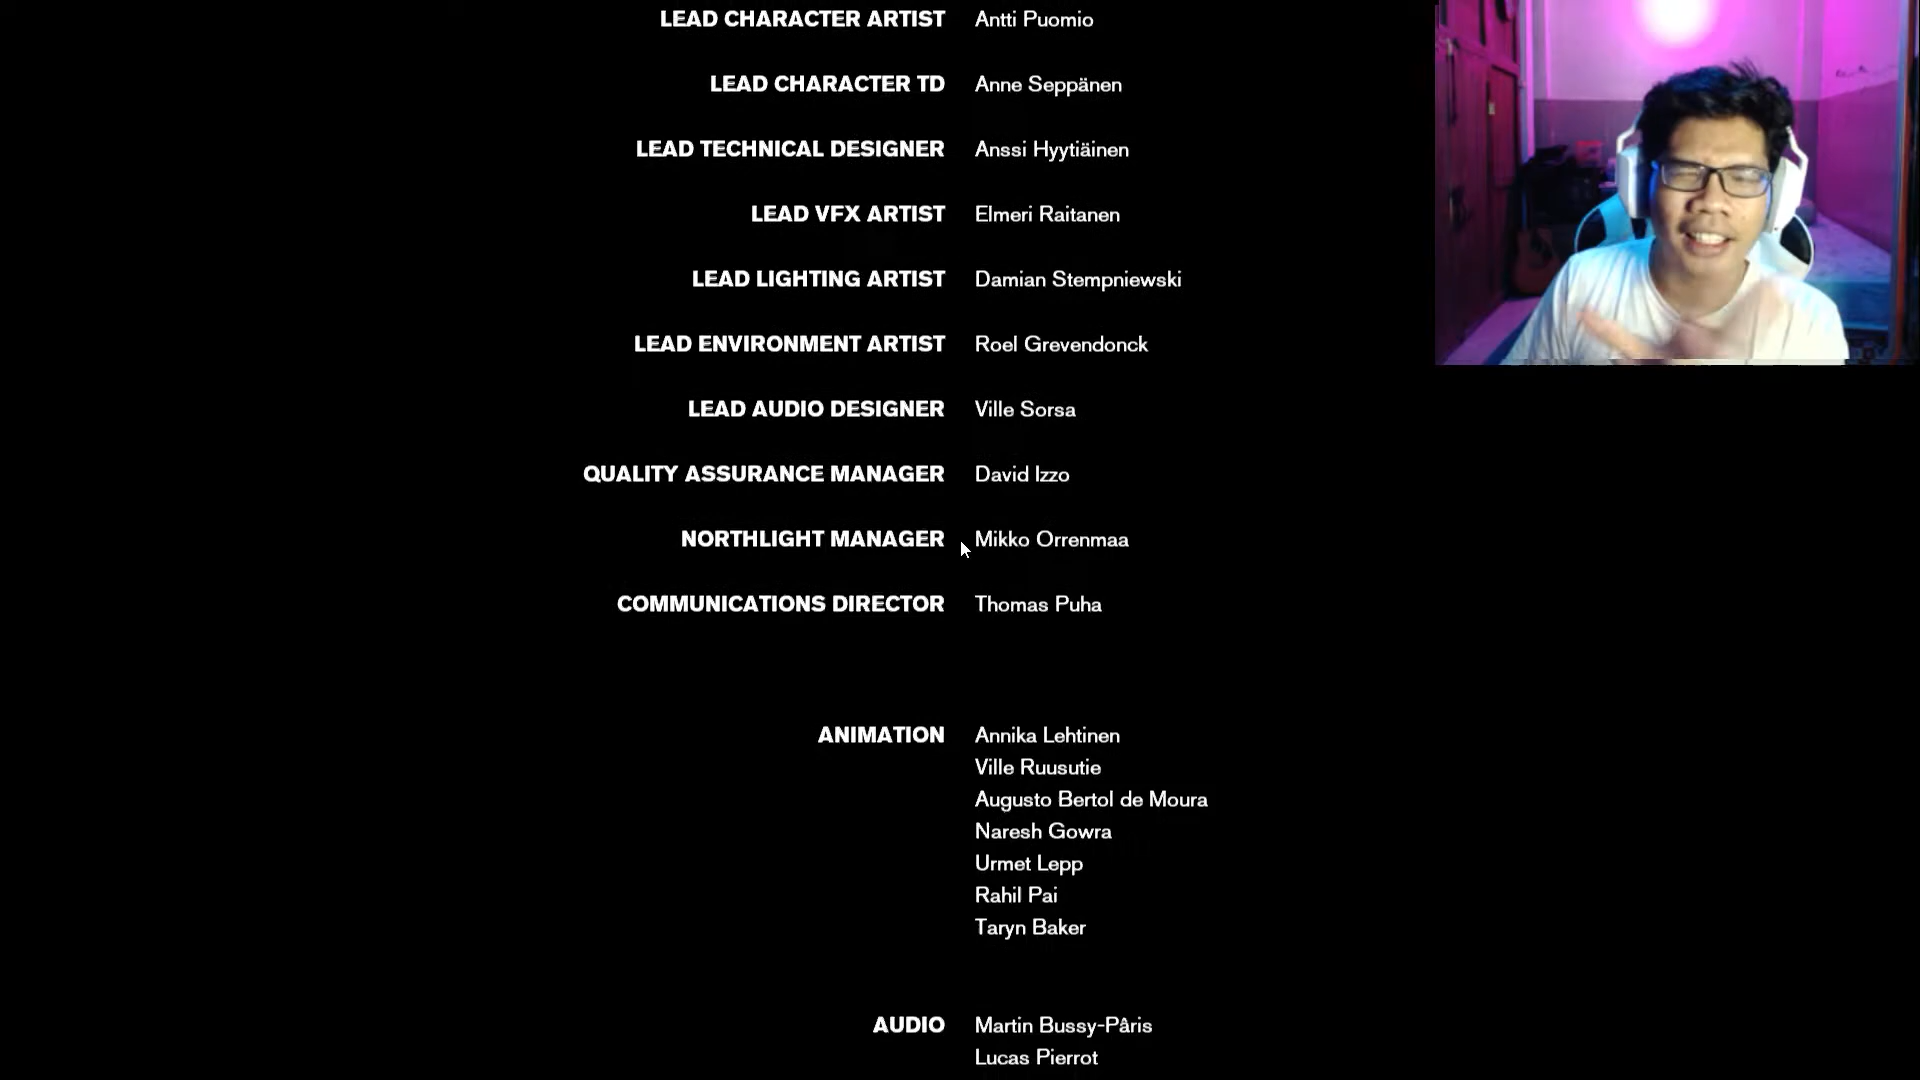 LEAD CHARACTER ARTIST Antti Puomio
LEAD CHARACTER TD Anne Seppänen
LEAD TECHNICAL DESIGNER Anssi Hyytiäinen
LEAD VFX ARTIST Elmeri Raitanen
LEAD LIGHTING ARTIST Damian Stempniewski
LEAD ENVIRONMENT ARTIST Roel Grevendonck
LEAD AUDIO DESIGNER Ville Sorsa
QUALITY ASSURANCE MANAGER David Izzo
NORTHLIGHT MANAGER Mikko Orrenmaa
COMMUNICATIONS DIRECTOR Thomas Puha
ANIMATION Annika Lehtinen
Ville Ruusutie
Augusto Bertol de Moura
Naresh Gowra
Urmet Lepp
Rahil Pai
Taryn Baker
AUDIO Martin Bussy-Pâris
Lucas Pierrot